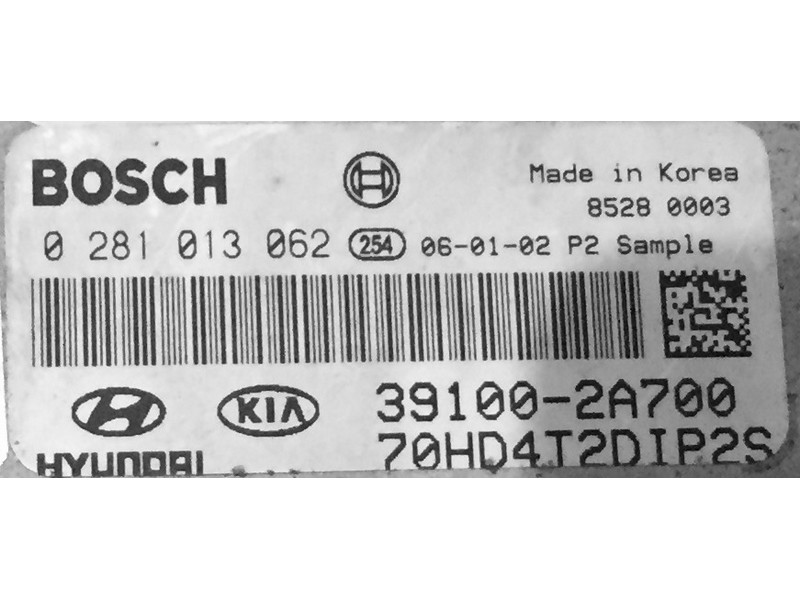 BOSCH
Made in Korea
8528 0003
0 281 013 062 254 06-01-02 P2 Sample
KIA 39100-2A700
HYUNDAI 70HD4T2DIP2S